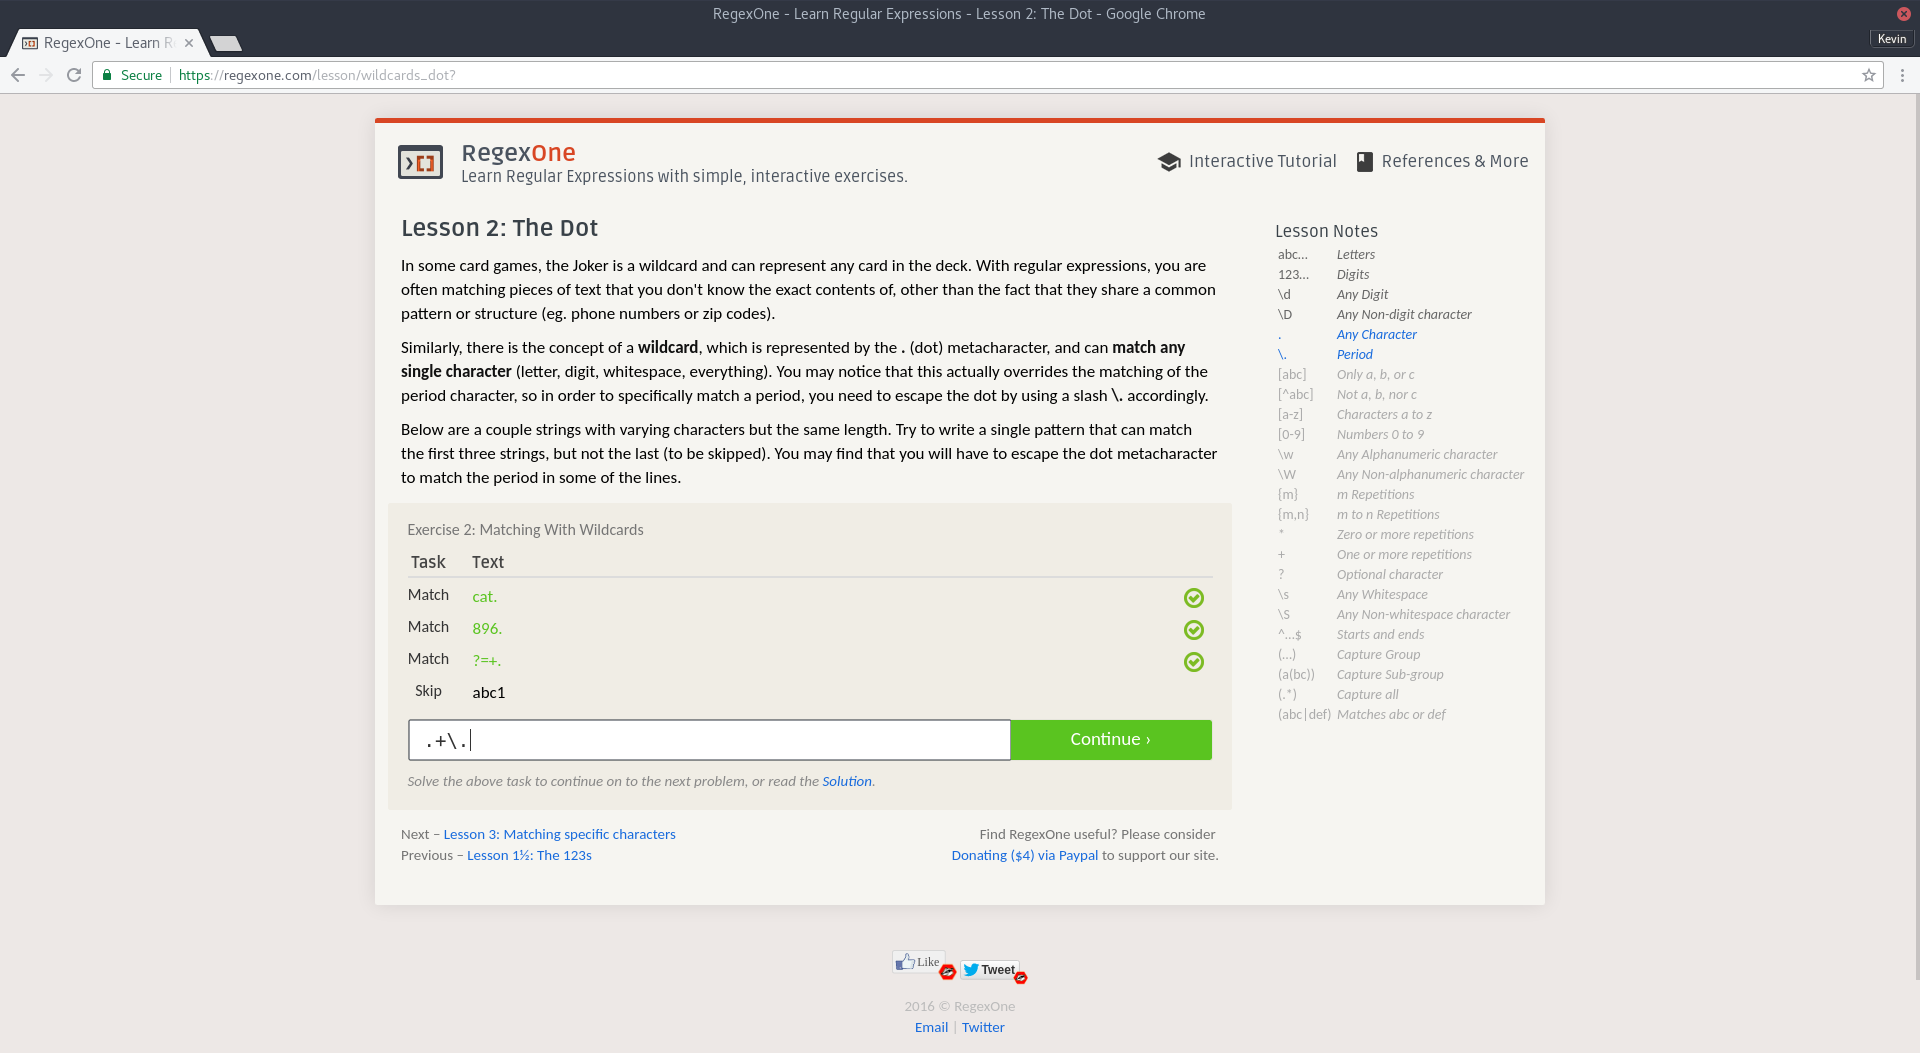 RegexOne - Learn Regular Expressions - Lesson 2: The Dot - Google Chrome
RegexOne - Learn R
Kevin
Secure https://regexone.com/lesson/wildcards_dot?
RegexOne
Learn Regular Expressions with simple, interactive exercises.
Interactive Tutorial
References & More
Lesson 2: The Dot
In some card games, the Joker is a wildcard and can represent any card in the deck. With regular expressions, you are
often matching pieces of text that you don't know the exact contents of, other than the fact that they share a common
pattern or structure (eg. phone numbers or zip codes).
Similarly, there is the concept of a wildcard, which is represented by the . (dot) metacharacter, and can match any
single character (letter, digit, whitespace, everything). You may notice that this actually overrides the matching of the
period character, so in order to specifically match a period, you need to escape the dot by using a slash \. accordingly.
Below are a couple strings with varying characters but the same length. Try to write a single pattern that can match
the first three strings, but not the last (to be skipped). You may find that you will have to escape the dot metacharacter
to match the period in some of the lines.
Exercise 2: Matching With Wildcards
Task Text
Match cat.
Match 896.
Match ?=+.
Skip abc1
.+\.
Continue ›
Solve the above task to continue on to the next problem, or read the Solution.
Next – Lesson 3: Matching specific characters
Previous – Lesson 1½: The 123s
Find RegexOne useful? Please consider
Donating ($4) via Paypal to support our site.
Lesson Notes
abc… Letters
123… Digits
\d Any Digit
\D Any Non-digit character
. Any Character
\. Period
[abc] Only a, b, or c
[^abc] Not a, b, nor c
[a-z] Characters a to z
[0-9] Numbers 0 to 9
\w Any Alphanumeric character
\W Any Non-alphanumeric character
{m} m Repetitions
{m,n} m to n Repetitions
* Zero or more repetitions
+ One or more repetitions
? Optional character
\s Any Whitespace
\S Any Non-whitespace character
^…$ Starts and ends
(…) Capture Group
(a(bc)) Capture Sub-group
(.*) Capture all
(abc|def) Matches abc or def
Like
Tweet
2016 © RegexOne
Email | Twitter